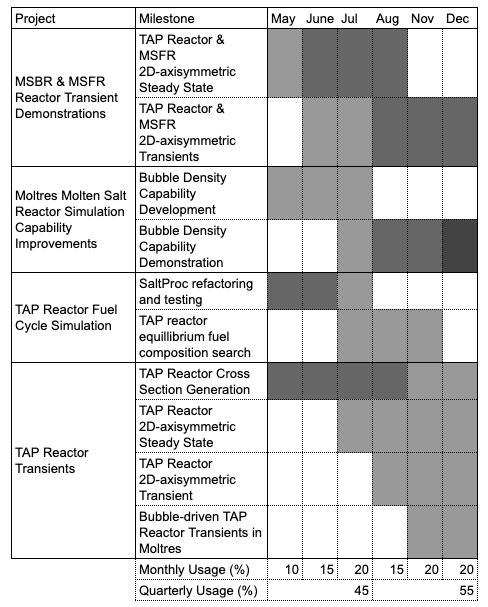 Project Milestone May June Jul Aug Nov Dec
MSBR & MSFR
Reactor Transient
Demonstrations
TAP Reactor &
MSFR
2D-axisymmetric
Steady State
TAP Reactor &
MSFR
2D-axisymmetric
Transients
Moltres Molten Salt
Reactor Simulation
Capability
Improvements
Bubble Density
Capability
Development
Bubble Density
Capability
Demonstration
TAP Reactor Fuel
Cycle Simulation
SaltProc refactoring
and testing
TAP reactor
equillibrium fuel
composition search
TAP Reactor
Transients
TAP Reactor Cross
Section Generation
TAP Reactor
2D-axisymmetric
Steady State
TAP Reactor
2D-axisymmetric
Transient
Bubble-driven TAP
Reactor Transients in
Moltres
Monthly Usage (%) 10 15 20 15 20 20
Quarterly Usage (%) 45 55